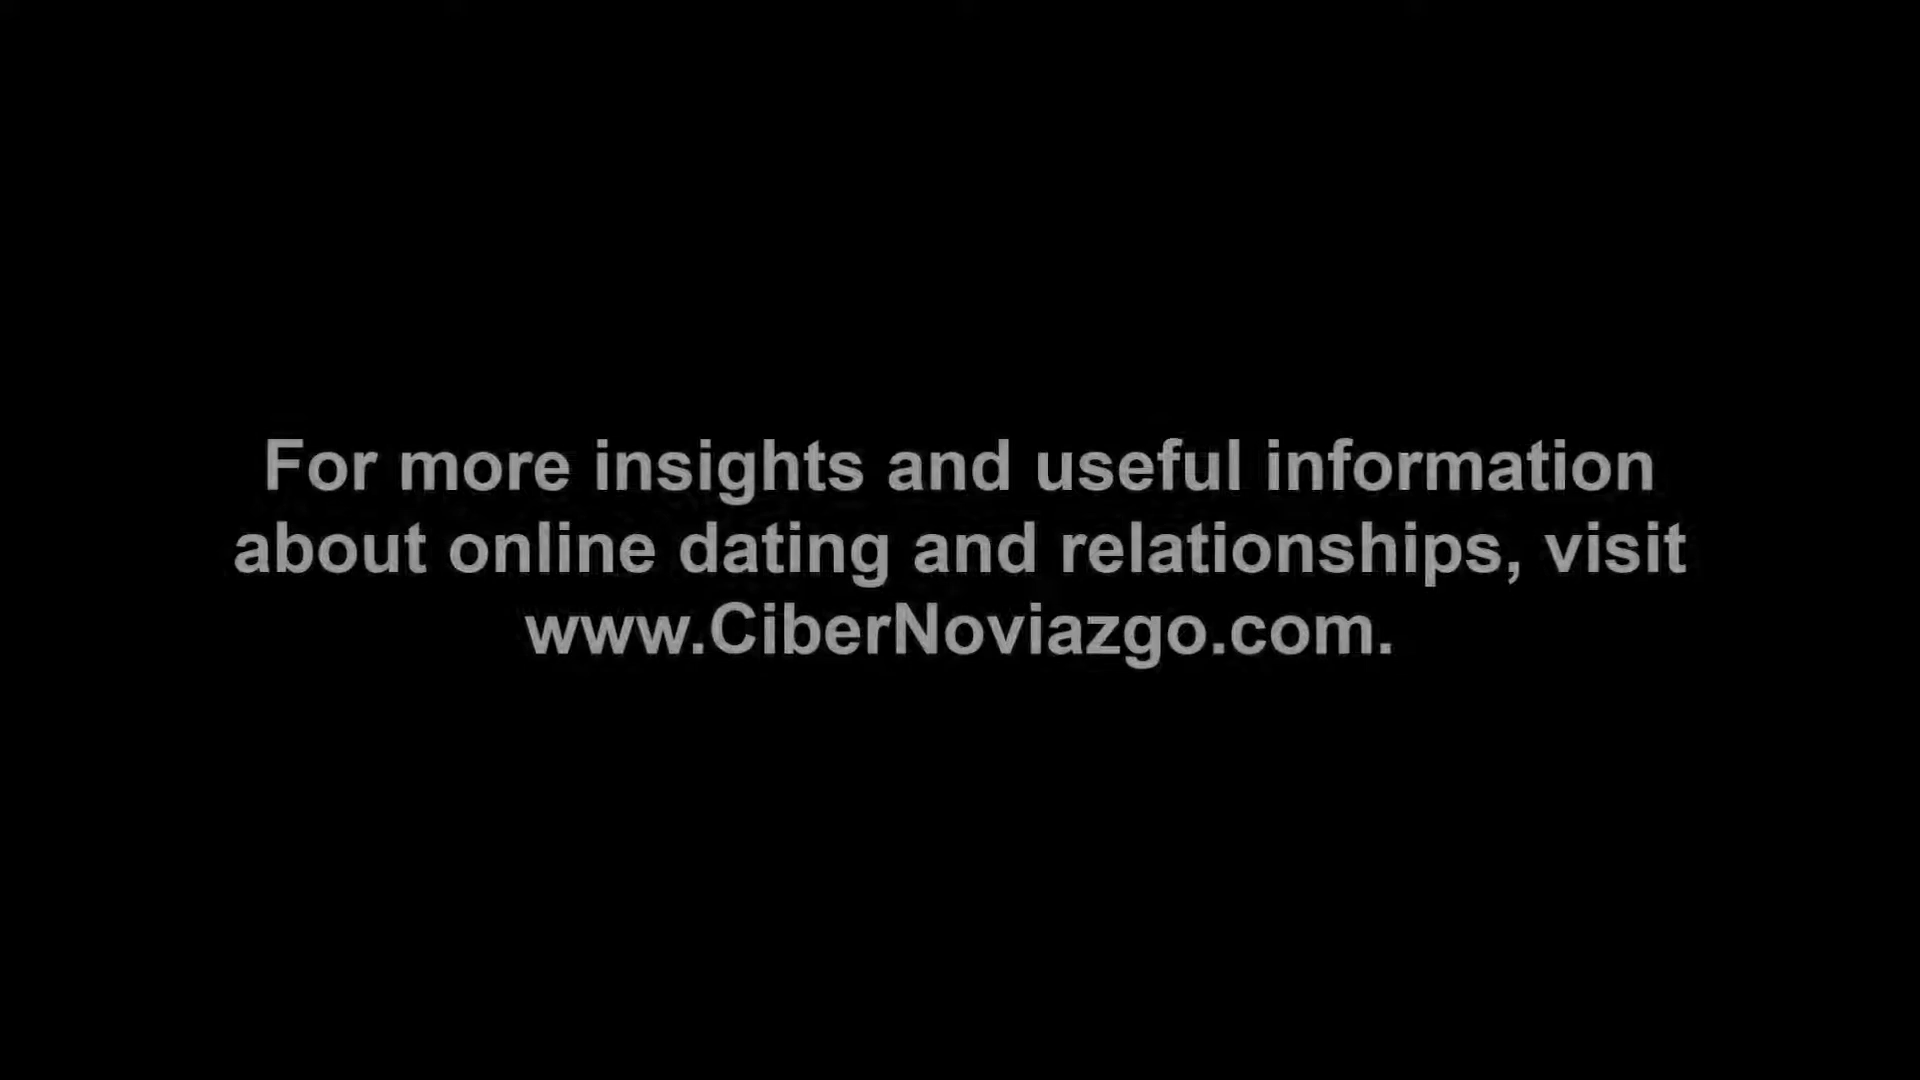 For more insights and useful information
about online dating and relationships, visit
www.CiberNoviazgo.com.